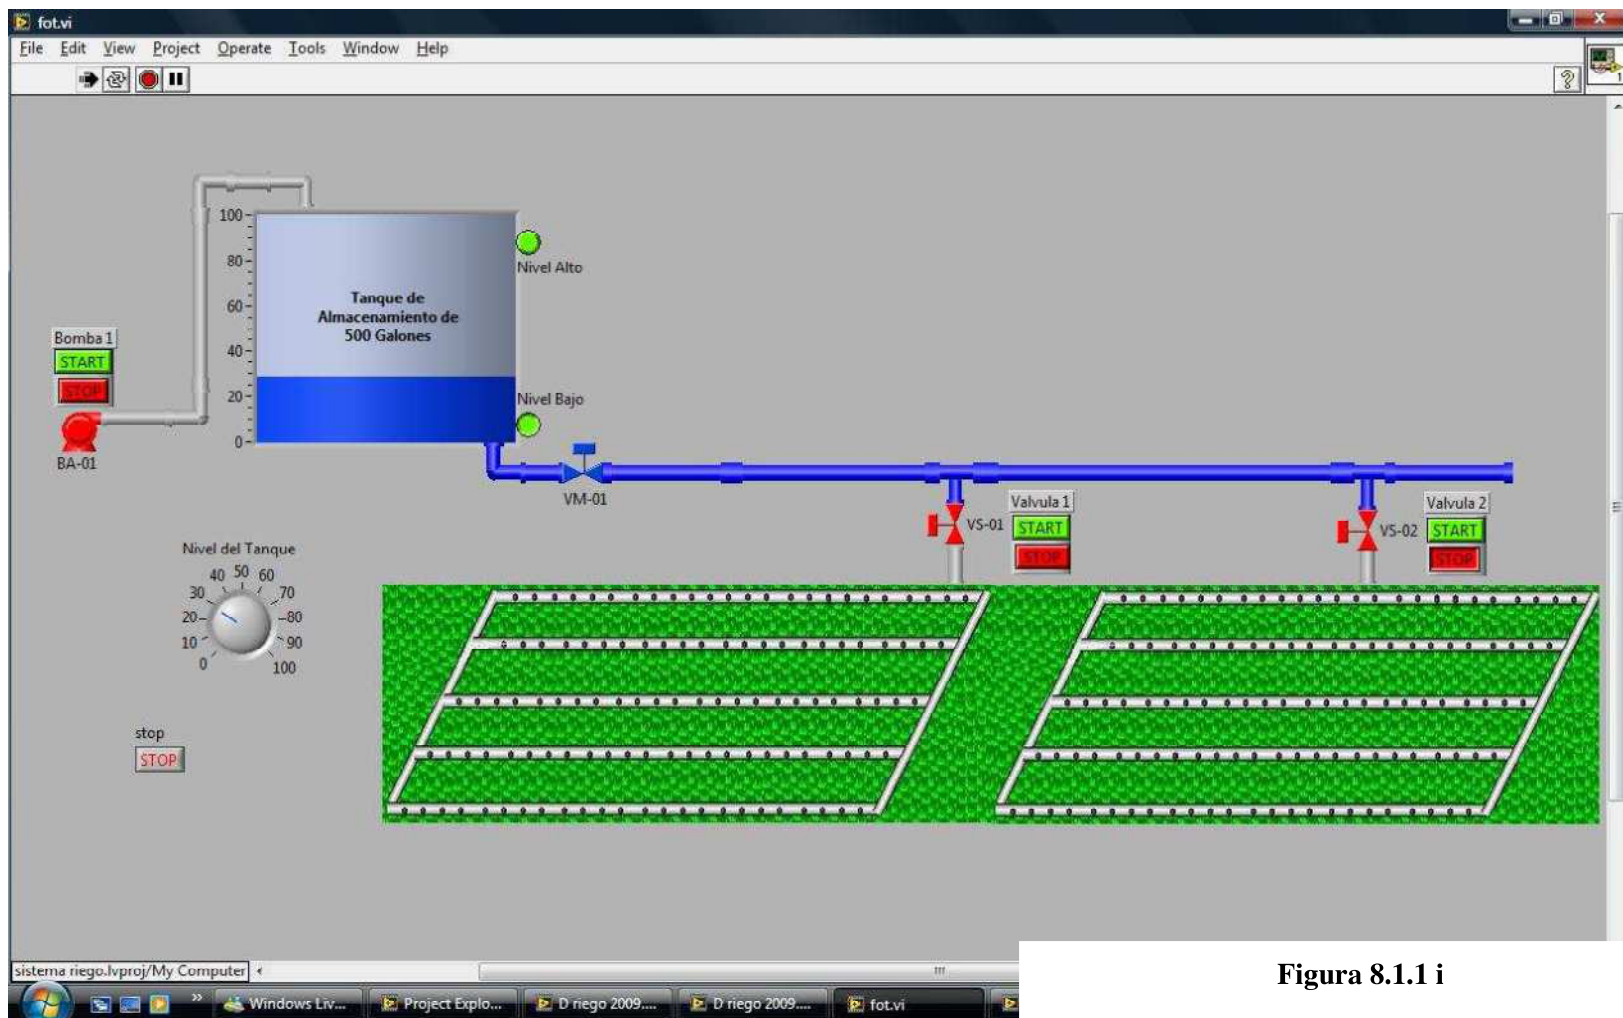 fot.vi
File Edit View Project Operate Tools Window Help
?
1
100
80
60
40
20
0
Tanque de
Almacenamiento de
500 Galones
Nivel Alto
Nivel Bajo
Bomba 1
START
STOP
BA-01
VM-01
Valvula 1
START
STOP
VS-01
Valvula 2
START
STOP
VS-02
Nivel del Tanque
0 10 20 30 40 50 60 70 80 90 100
stop
STOP
sistema riego.lvproj/My Computer
Windows Liv... Project Explo... D riego 2009.... D riego 2009.... fot.vi
Figura 8.1.1 i